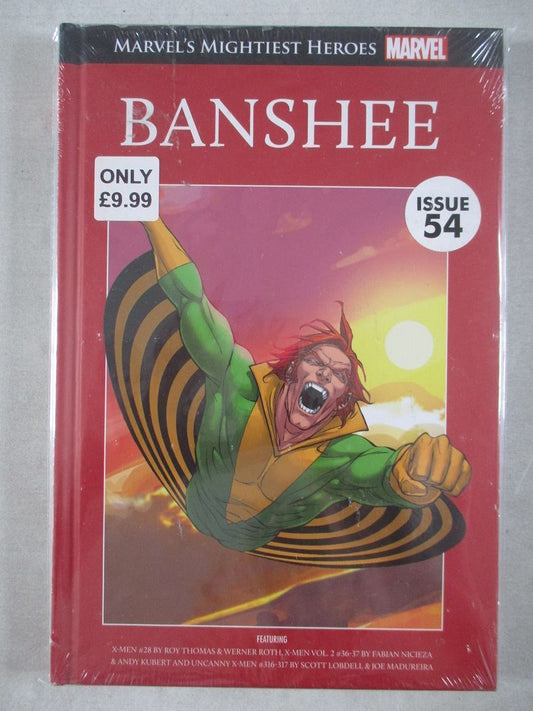 MARVEL'S MIGHTIEST HEROES MARVEL
BANSHEE
ONLY
£9.99
ISSUE
54
FEATURING
X-MEN #28 BY ROY THOMAS & WERNER ROTH, X-MEN VOL. 2 #36-37 BY FABIAN NICIEZA
& ANDY KUBERT AND UNCANNY X-MEN #316-317 BY SCOTT LOBDELL & JOE MADUREIRA